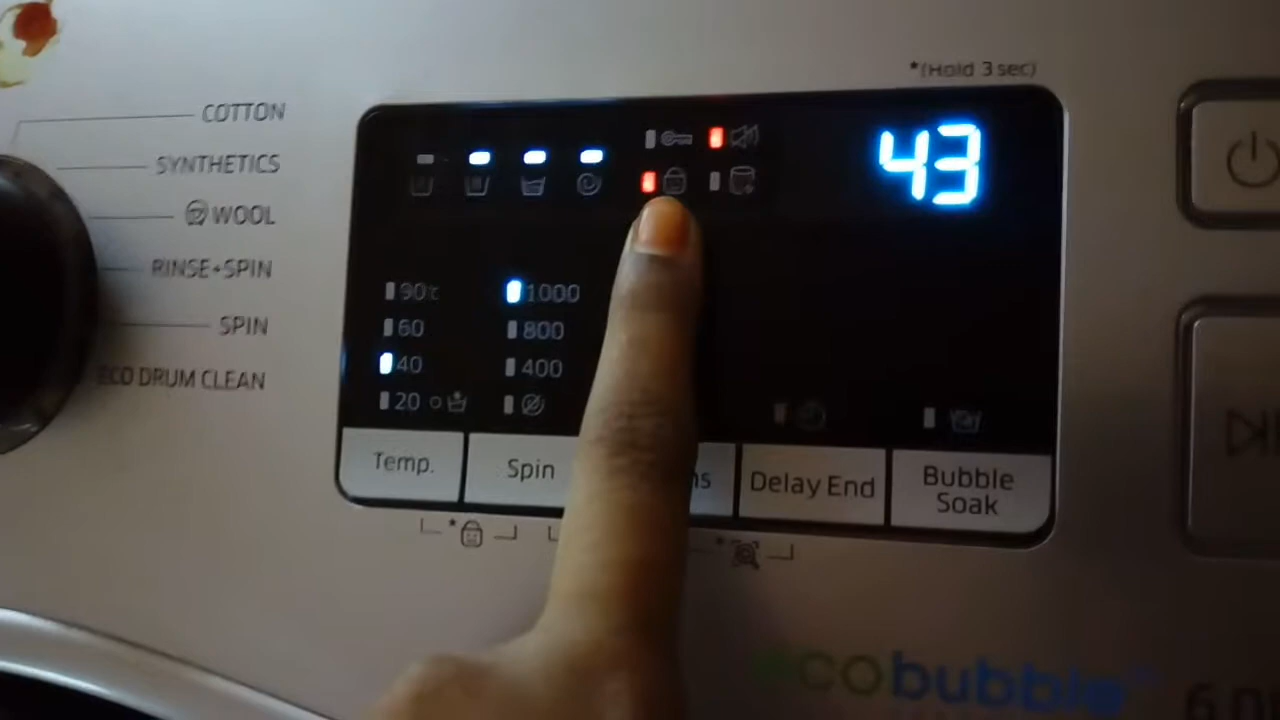 *(Hold 3 sec)
COTTON
SYNTHETICS
WOOL
RINSE+SPIN
SPIN
ECO DRUM CLEAN
43
90℃
60
40
20
1000
800
400
Temp.
Spin
Delay End
Bubble
Soak
*
*
ecobubble